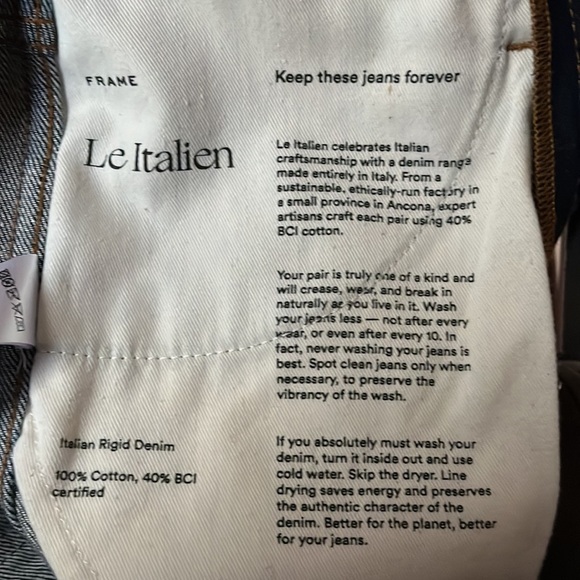 FRAME
Le Italien
Italian Rigid Denim
100% Cotton, 40% BCI
certified
Keep these jeans forever
Le Italien celebrates Italian
craftsmanship with a denim range
made entirely in Italy. From a
sustainable, ethically-run factory in
a small province in Ancona, expert
artisans craft each pair using 40%
BCI cotton.
Your pair is truly one of a kind and
will crease, wear, and break in
naturally as you live in it. Wash
your jeans less — not after every
wear, or even after every 10. In
fact, never washing your jeans is
best. Spot clean jeans only when
necessary, to preserve the
vibrancy of the wash.
If you absolutely must wash your
denim, turn it inside out and use
cold water. Skip the dryer. Line
drying saves energy and preserves
the authentic character of the
denim. Better for the planet, better
for your jeans.